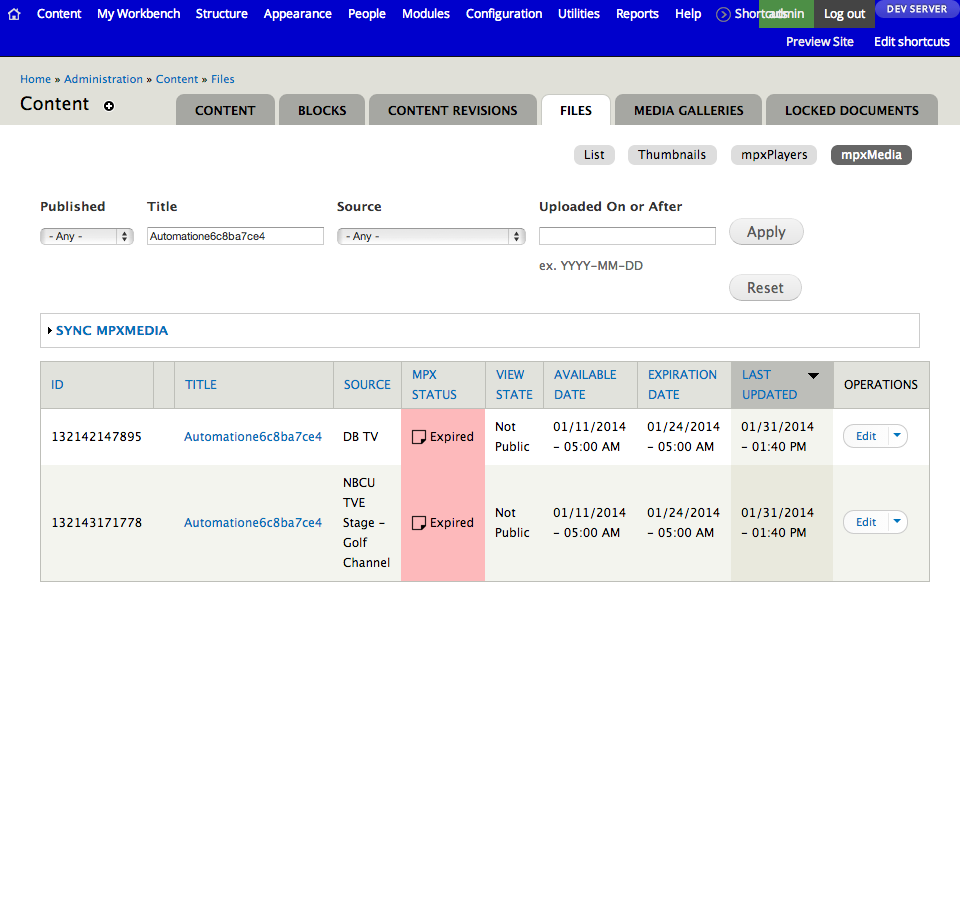 Content My Workbench Structure Appearance People Modules Configuration Utilities Reports Help Shortcuts admin Log out DEV SERVER
Preview Site Edit shortcuts
Home » Administration » Content » Files
Content
CONTENT BLOCKS CONTENT REVISIONS FILES MEDIA GALLERIES LOCKED DOCUMENTS
List Thumbnails mpxPlayers mpxMedia
Published Title Source Uploaded On or After
- Any - Automatione6c8ba7ce4 - Any - Apply
ex. YYYY-MM-DD
Reset
SYNC MPXMEDIA
ID TITLE SOURCE MPX STATUS VIEW STATE AVAILABLE DATE EXPIRATION DATE LAST UPDATED OPERATIONS
132142147895 Automatione6c8ba7ce4 DB TV Expired Not Public 01/11/2014 - 05:00 AM 01/24/2014 - 05:00 AM 01/31/2014 - 01:40 PM Edit
132143171778 Automatione6c8ba7ce4 NBCU TVE Stage - Golf Channel Expired Not Public 01/11/2014 - 05:00 AM 01/24/2014 - 05:00 AM 01/31/2014 - 01:40 PM Edit